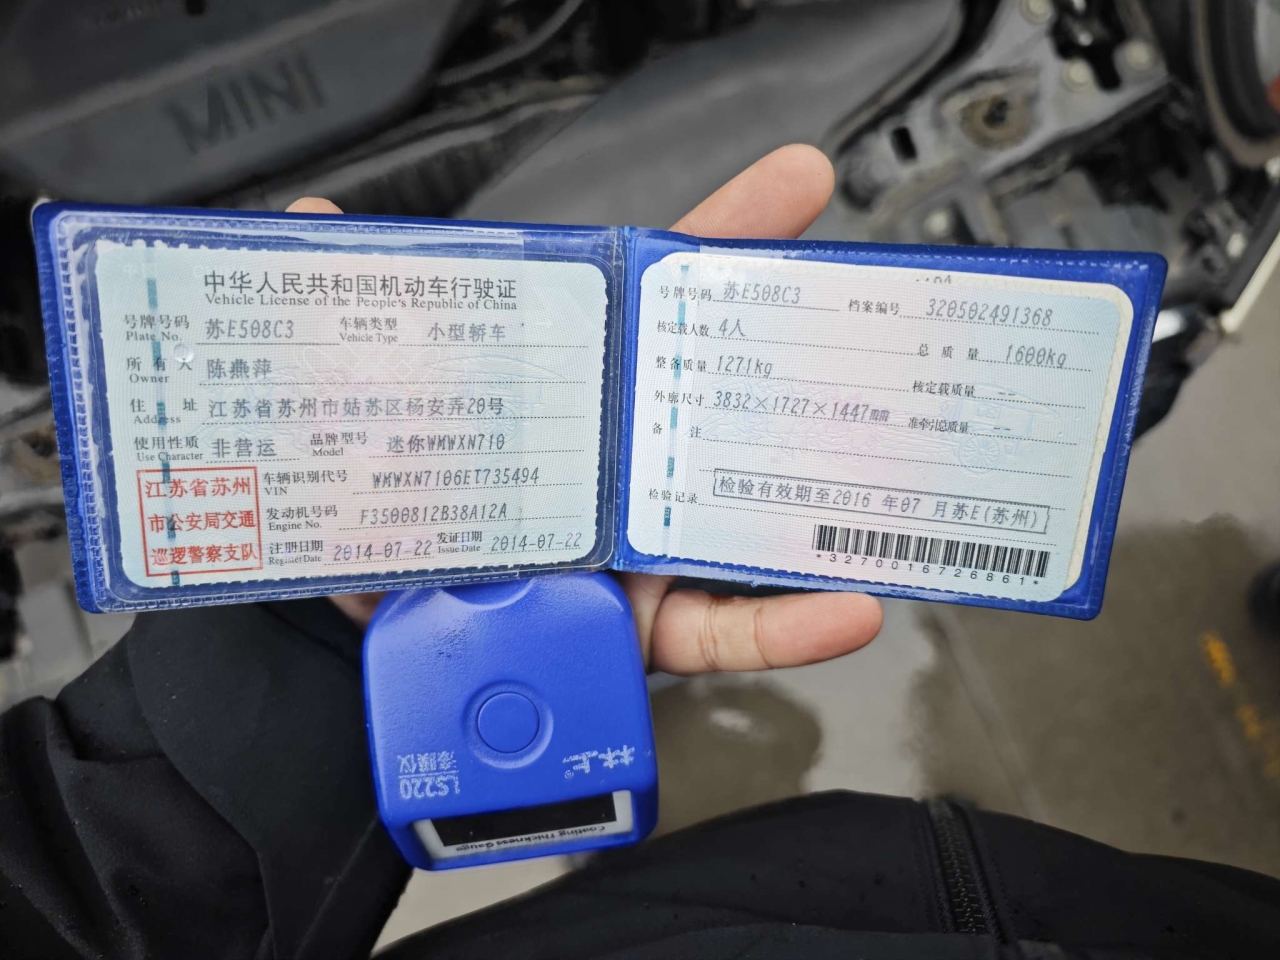 MINI
中华人民共和国机动车行驶证
Vehicle License of the People's Republic of China
号牌号码 苏E508C3 车辆类型 小型轿车
Plate No. Vehicle Type
所有人 陈燕萍
Owner
住址 江苏省苏州市姑苏区杨安弄20号
Address
使用性质 非营运 品牌型号 迷你WMWXN710
Use Character Model
江苏省苏州
市公安局交通
巡逻警察支队
车辆识别代号 WMWXN7106ET735494
VIN
发动机号码 F3500812B38A12A
Engine No.
注册日期 2014-07-22 发证日期 2014-07-22
Register Date Issue Date
号牌号码 苏E508C3 档案编号 320502491368
核定载人数 4人 总质量 1600kg
整备质量 1271kg 核定载质量 --
外廓尺寸 3832×1727×1447mm 准牵引总质量 --
备注
检验记录 检验有效期至2016年07月苏E(苏州)
*3270016726861*
LS220
漆膜仪
林上®
Coating Thickness Gauge